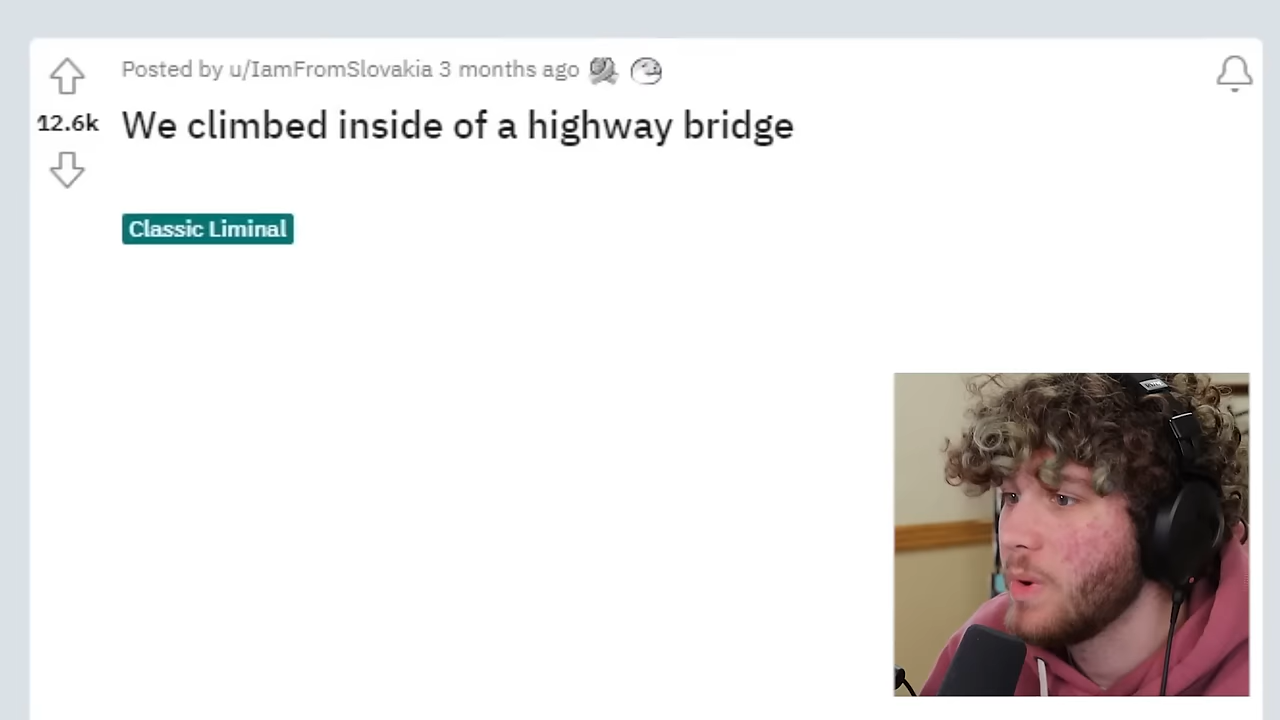 Posted by u/IamFromSlovakia 3 months ago
12.6k
We climbed inside of a highway bridge
Classic Liminal